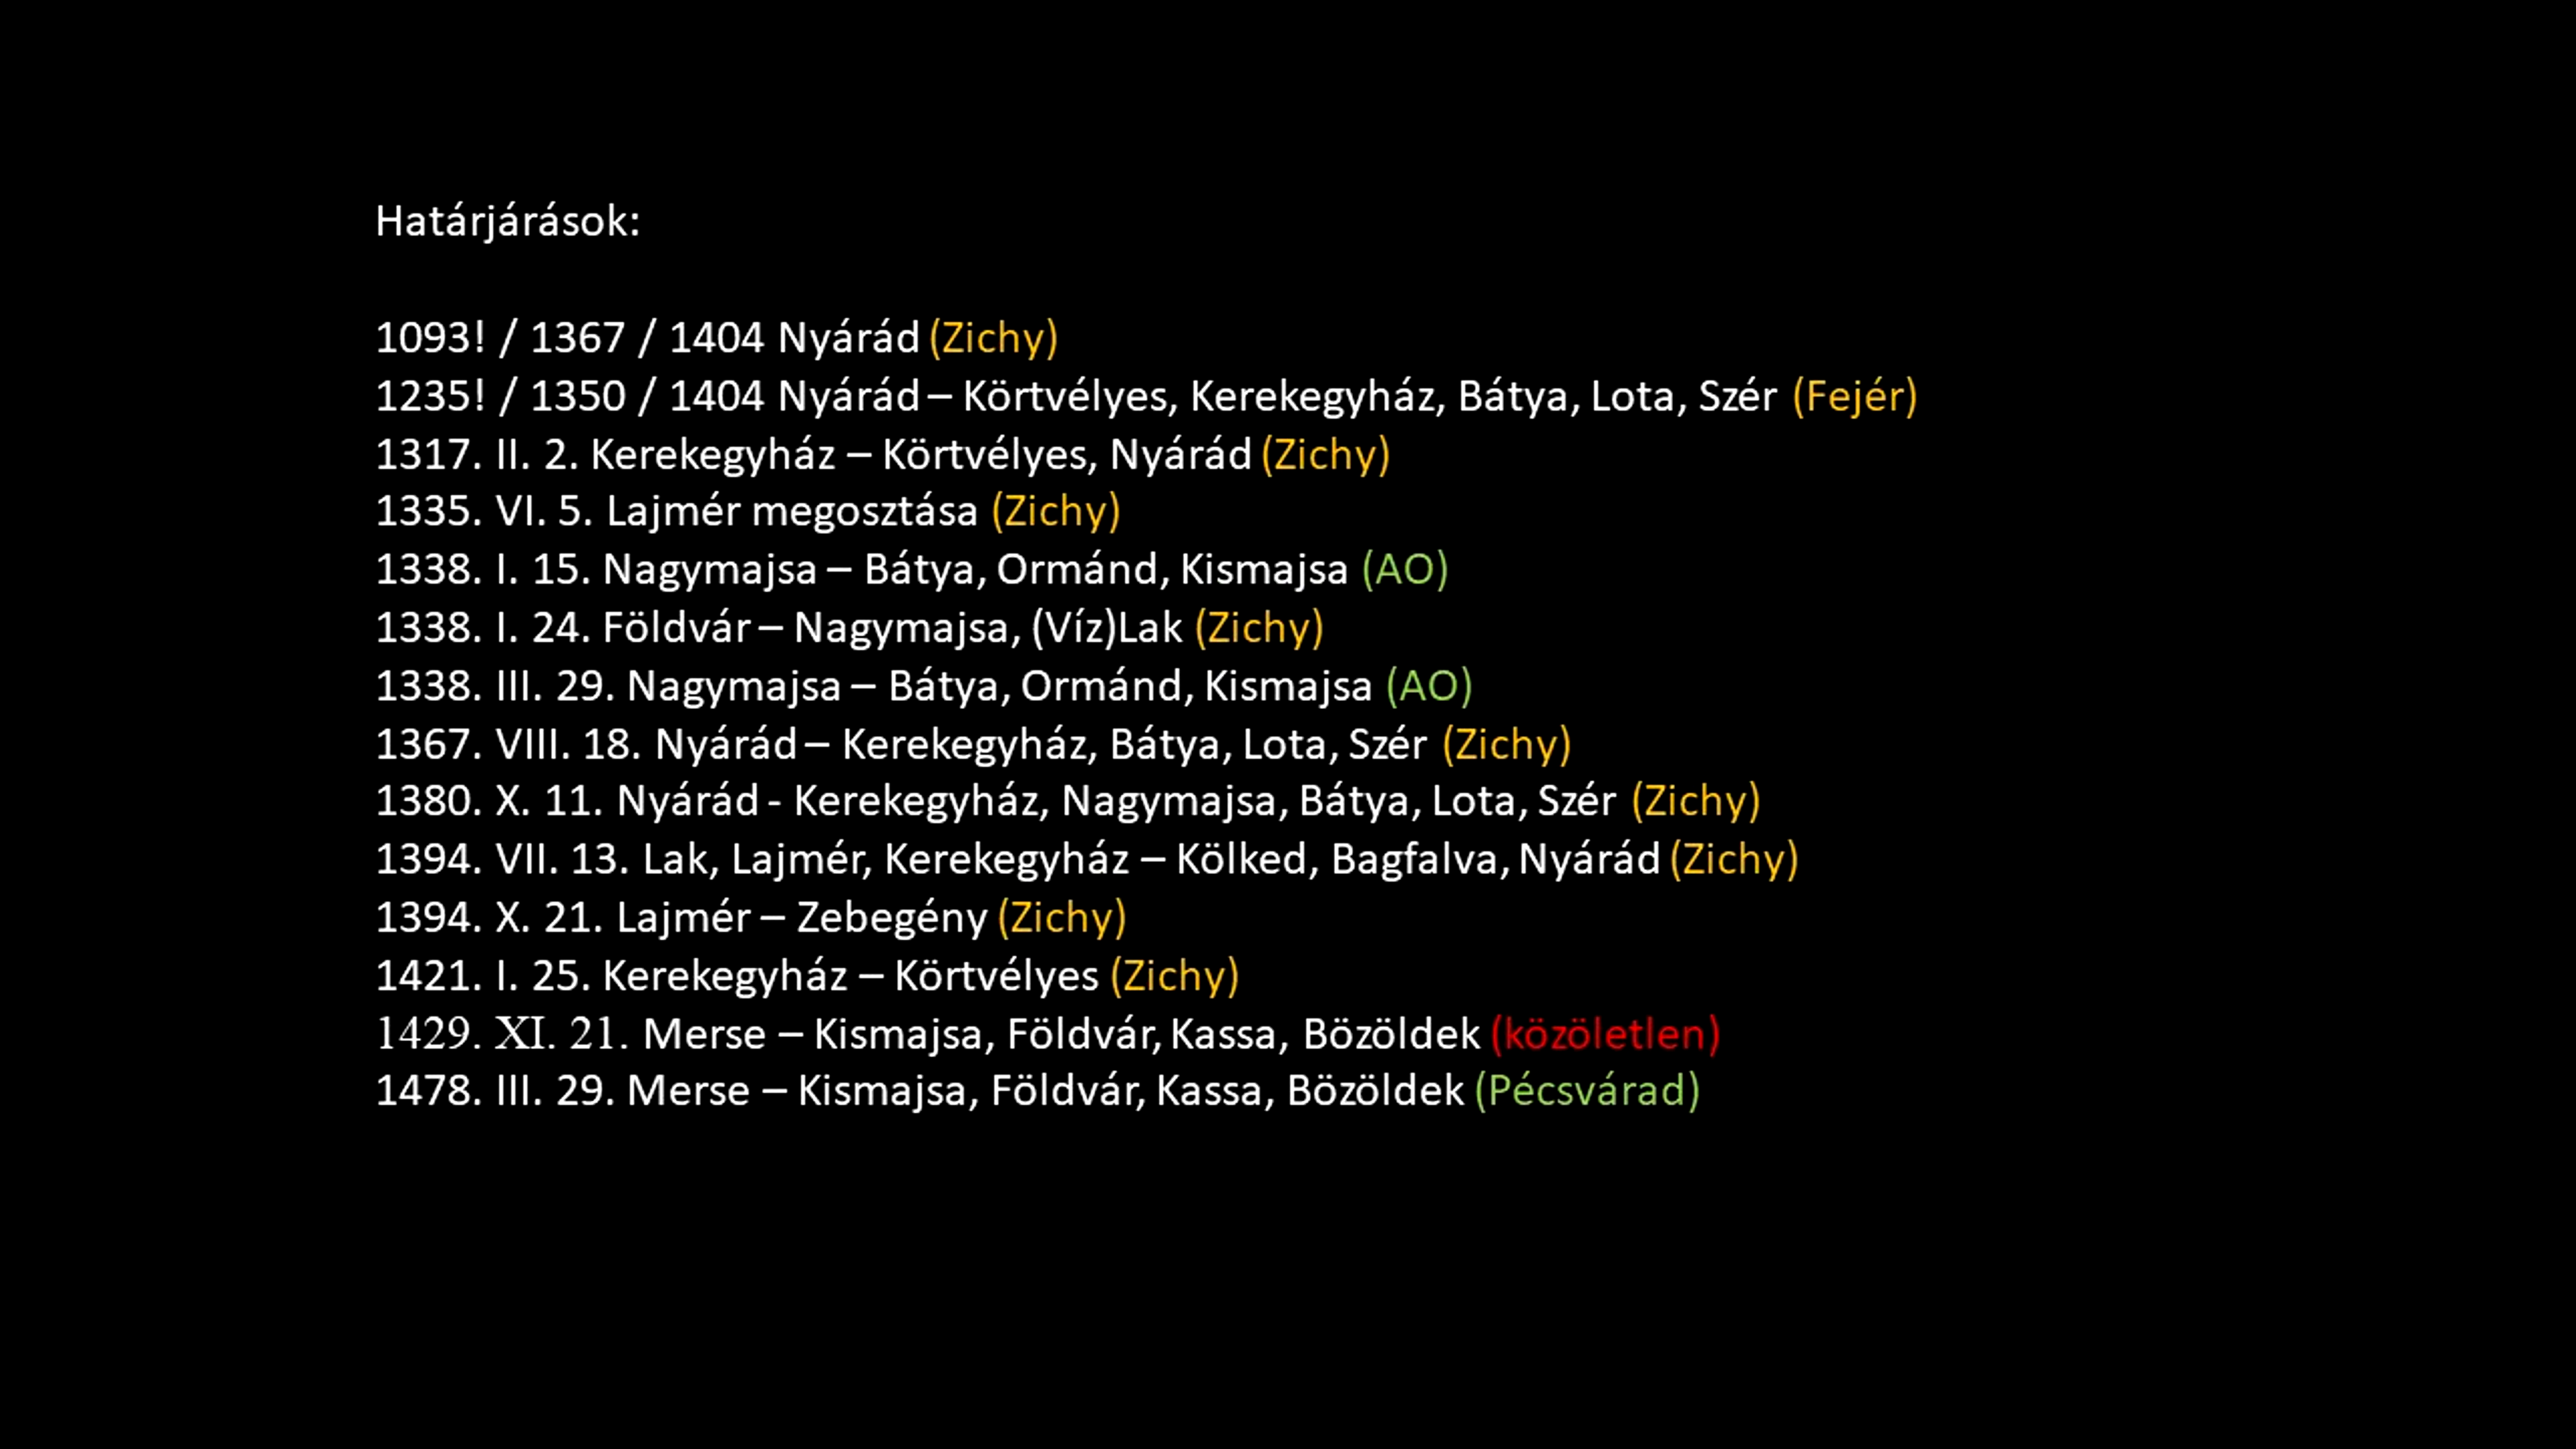 Határjárások:
1093! / 1367 / 1404 Nyárád (Zichy)
1235! / 1350 / 1404 Nyárád – Körtvélyes, Kerekegyház, Bátya, Lota, Szér (Fejér)
1317. II. 2. Kerekegyház – Körtvélyes, Nyárád (Zichy)
1335. VI. 5. Lajmér megosztása (Zichy)
1338. I. 15. Nagymajsa – Bátya, Ormánd, Kismajsa (AO)
1338. I. 24. Földvár – Nagymajsa, (Víz)Lak (Zichy)
1338. III. 29. Nagymajsa – Bátya, Ormánd, Kismajsa (AO)
1367. VIII. 18. Nyárád – Kerekegyház, Bátya, Lota, Szér (Zichy)
1380. X. 11. Nyárád - Kerekegyház, Nagymajsa, Bátya, Lota, Szér (Zichy)
1394. VII. 13. Lak, Lajmér, Kerekegyház – Kölked, Bagfalva, Nyárád (Zichy)
1394. X. 21. Lajmér – Zebegény (Zichy)
1421. I. 25. Kerekegyház – Körtvélyes (Zichy)
1429. XI. 21. Merse – Kismajsa, Földvár, Kassa, Bözöldek (közöletlen)
1478. III. 29. Merse – Kismajsa, Földvár, Kassa, Bözöldek (Pécsvárad)